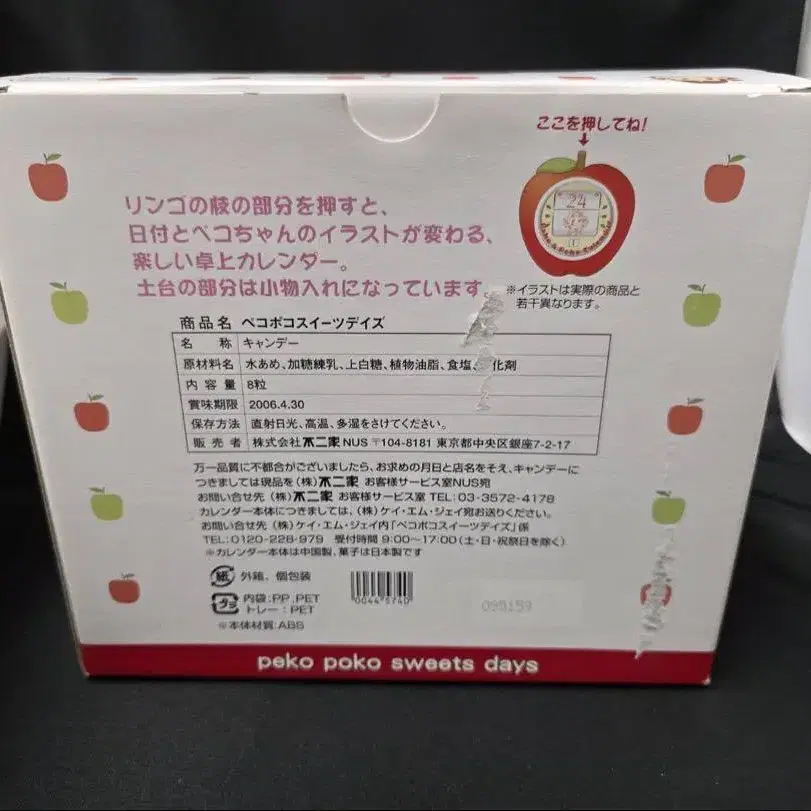 ここを押してね!
24
リンゴの枝の部分を押すと、
日付とペコちゃんのイラストが変わる、
楽しい卓上カレンダー。
土台の部分は小物入れになっています。
※イラストは実際の商品と
若干異なります。
商品名 ペコポコスイーツデイズ
名称 キャンデー
原材料名 水あめ、加糖練乳、上白糖、植物油脂、食塩、化剤
内容量 8粒
賞味期限 2006.4.30
保存方法 直射日光、高温、多湿をさけてください。
販売者 株式会社不二家NUS 〒104-8181 東京都中央区銀座7-2-17
万一品質に不都合がございましたら、お求めの月日と店名をそえ、キャンデーに
つきましては現品を(株)不二家 お客様サービス室NUS宛
お問い合せ先 (株)不二家 お客様サービス室 TEL:03-3572-4178
カレンダー本体につきましては、(株)ケイ・エム・ジェイ宛お送りください。
お問い合せ先 (株)ケイ・エム・ジェイ内「ペコポコスイーツデイズ」係
TEL:0120-228-979 受付時間 9:00〜17:00(土・日・祝祭日を除く)
※カレンダー本体は中国製、菓子は日本製です
紙 外箱、個包装
プラ 内袋:PP,PET
トレー:PET
※本体材質:ABS
00445740
095159
peko poko sweets days